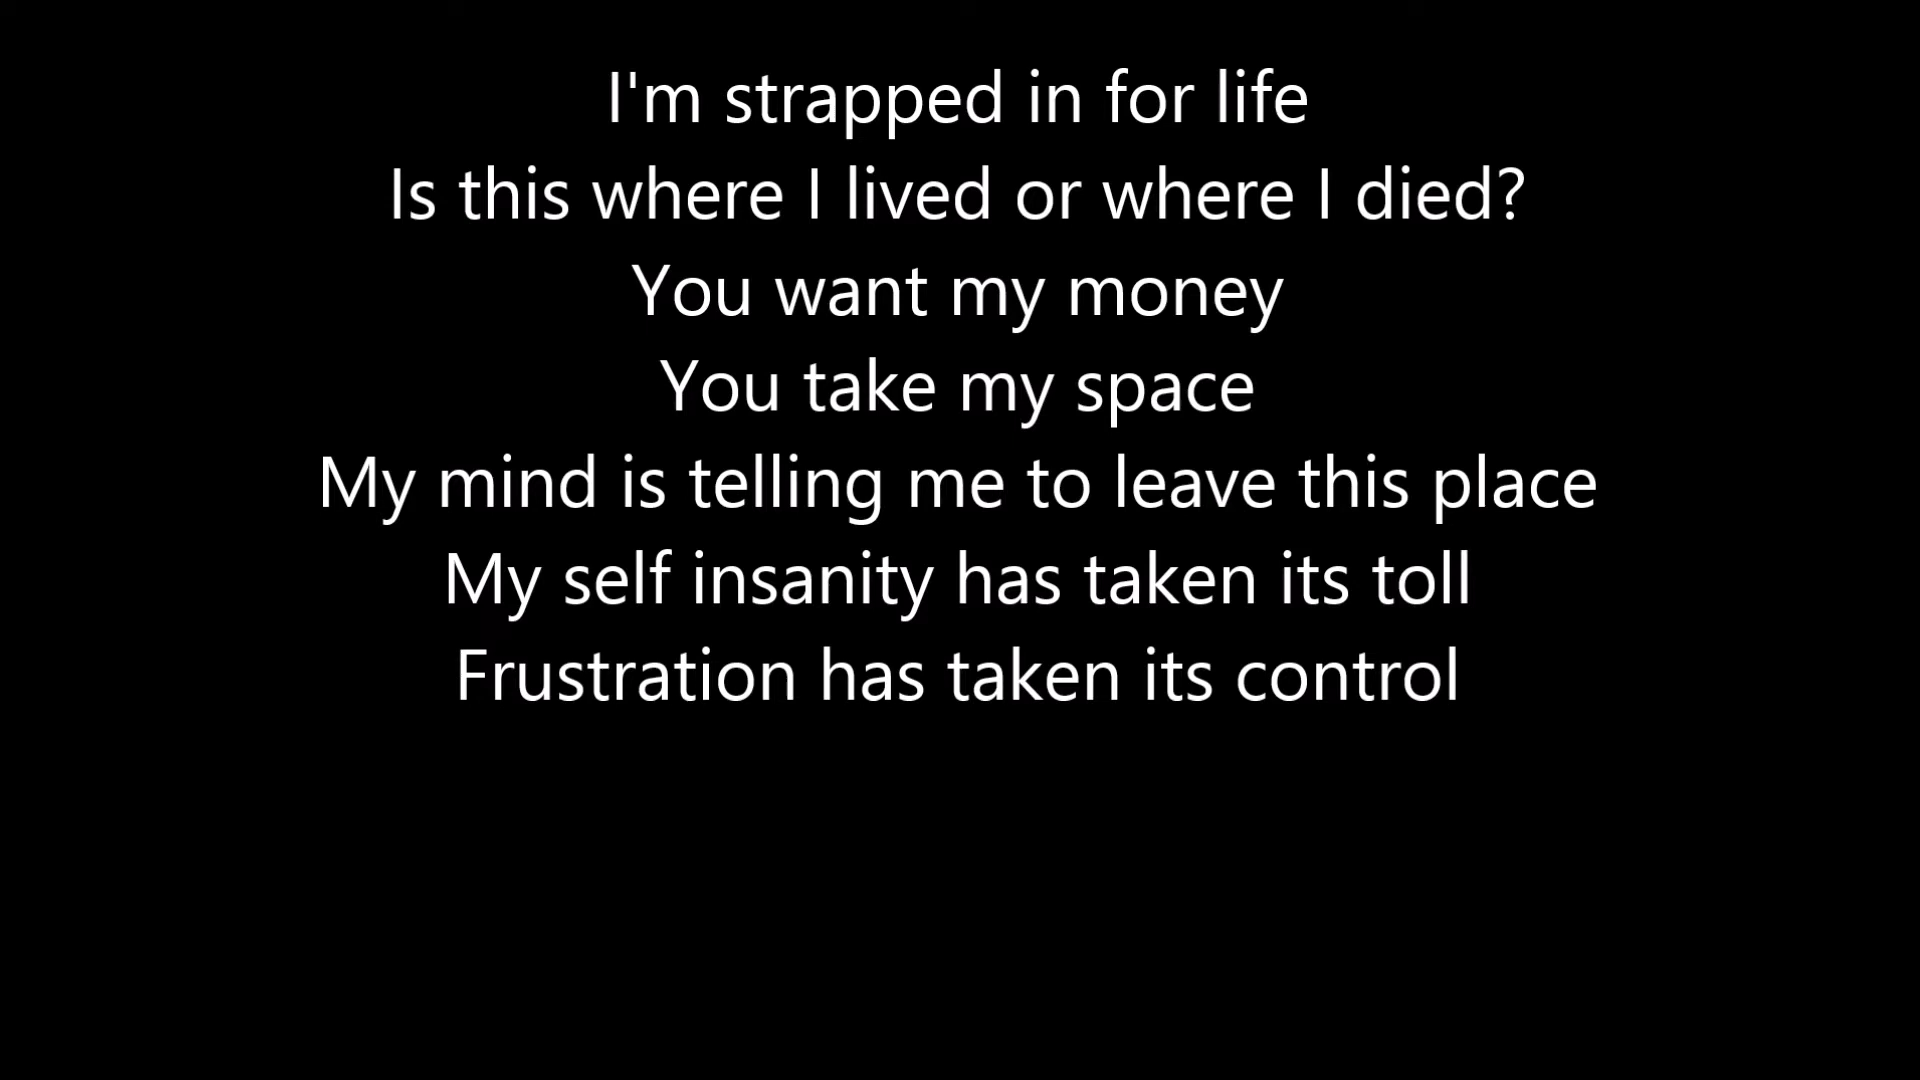 I'm strapped in for life
Is this where I lived or where I died?
You want my money
You take my space
My mind is telling me to leave this place
My self insanity has taken its toll
Frustration has taken its control